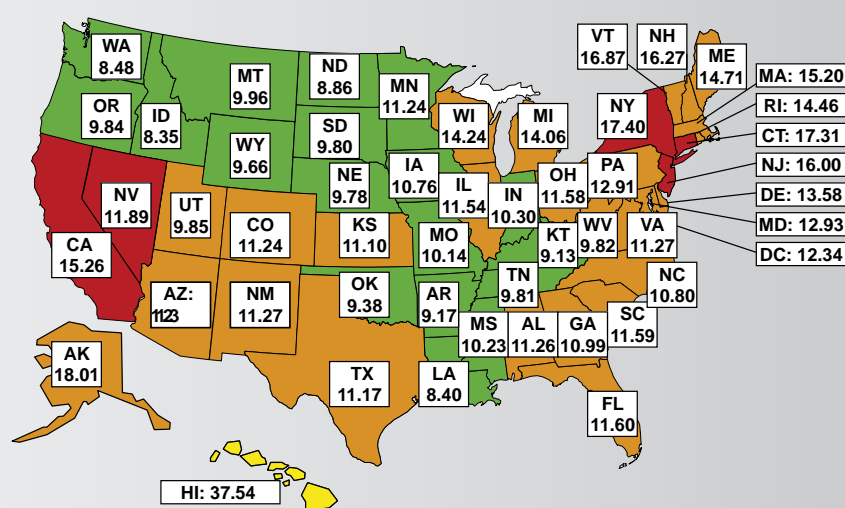 VT
16.87
NH
16.27
ME
14.71
WA
8.48
MT
9.96
ND
8.86
MN
11.24
MA: 15.20
OR
9.84
ID
8.35
SD
9.80
WI
14.24
MI
14.06
NY
17.40
RI: 14.46
CT: 17.31
WY
9.66
NE
9.78
IA
10.76
IL
11.54
IN
10.30
OH
11.58
PA
12.91
NJ: 16.00
DE: 13.58
MD: 12.93
DC: 12.34
NV
11.89
UT
9.85
CO
11.24
KS
11.10
MO
10.14
KT
9.13
WV
9.82
VA
11.27
CA
15.26
AZ:
NM
11.27
OK
9.38
AR
9.17
TN
9.81
NC
10.80
MS
10.23
AL
11.26
GA
10.99
SC
11.59
AK
18.01
TX
11.17
LA
8.40
FL
11.60
HI: 37.54